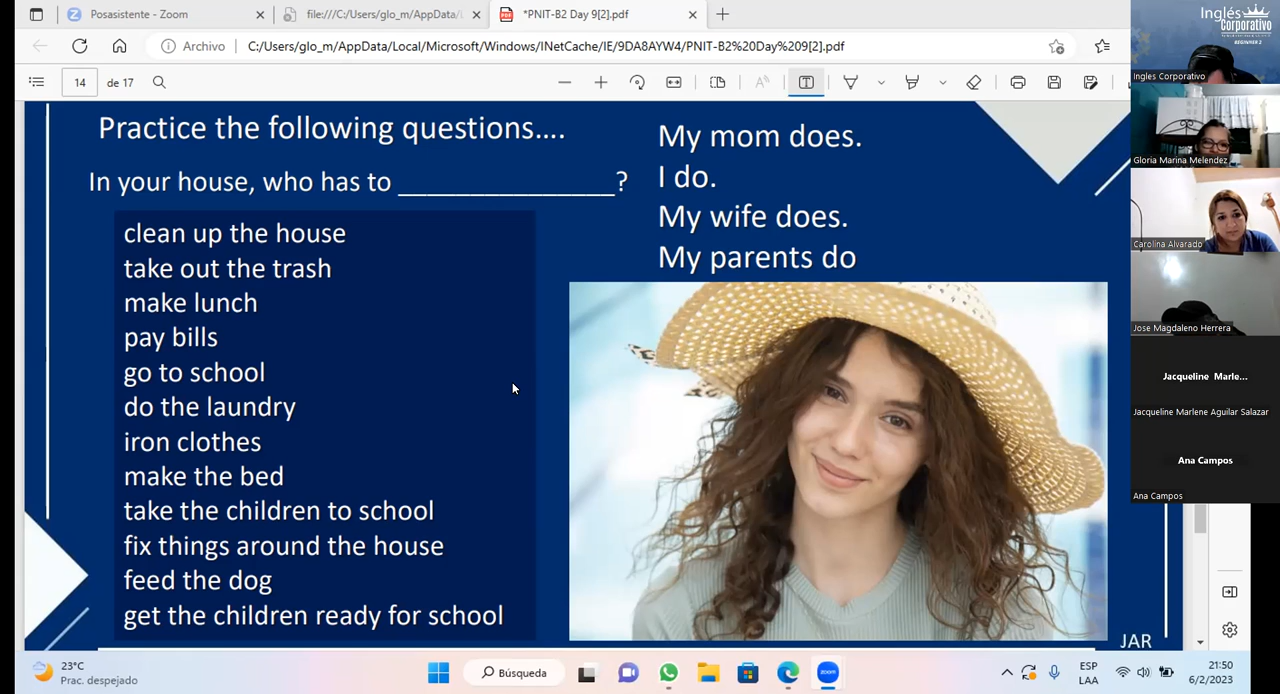 Posasistente - Zoom
file:///C:/Users/glo_m/AppData/L
*PNIT-B2 Day 9[2].pdf
Archivo
C:/Users/glo_m/AppData/Local/Microsoft/Windows/INetCache/IE/9DA8AYW4/PNIT-B2%20Day%209[2].pdf
14 de 17
Practice the following questions....
In your house, who has to __________________?
clean up the house
take out the trash
make lunch
pay bills
go to school
do the laundry
iron clothes
make the bed
take the children to school
fix things around the house
feed the dog
get the children ready for school
My mom does.
I do.
My wife does.
My parents do
JAR
Inglés
Corporativo
BEGINNER 2
Ingles Corporativo
Gloria Marina Melendez
Carolina Alvarado
Jose Magdaleno Herrera
Jacqueline Marle...
Jacqueline Marlene Aguilar Salazar
Ana Campos
Ana Campos
23°C
Prac. despejado
Búsqueda
zoom
ESP
LAA
21:50
6/2/2023